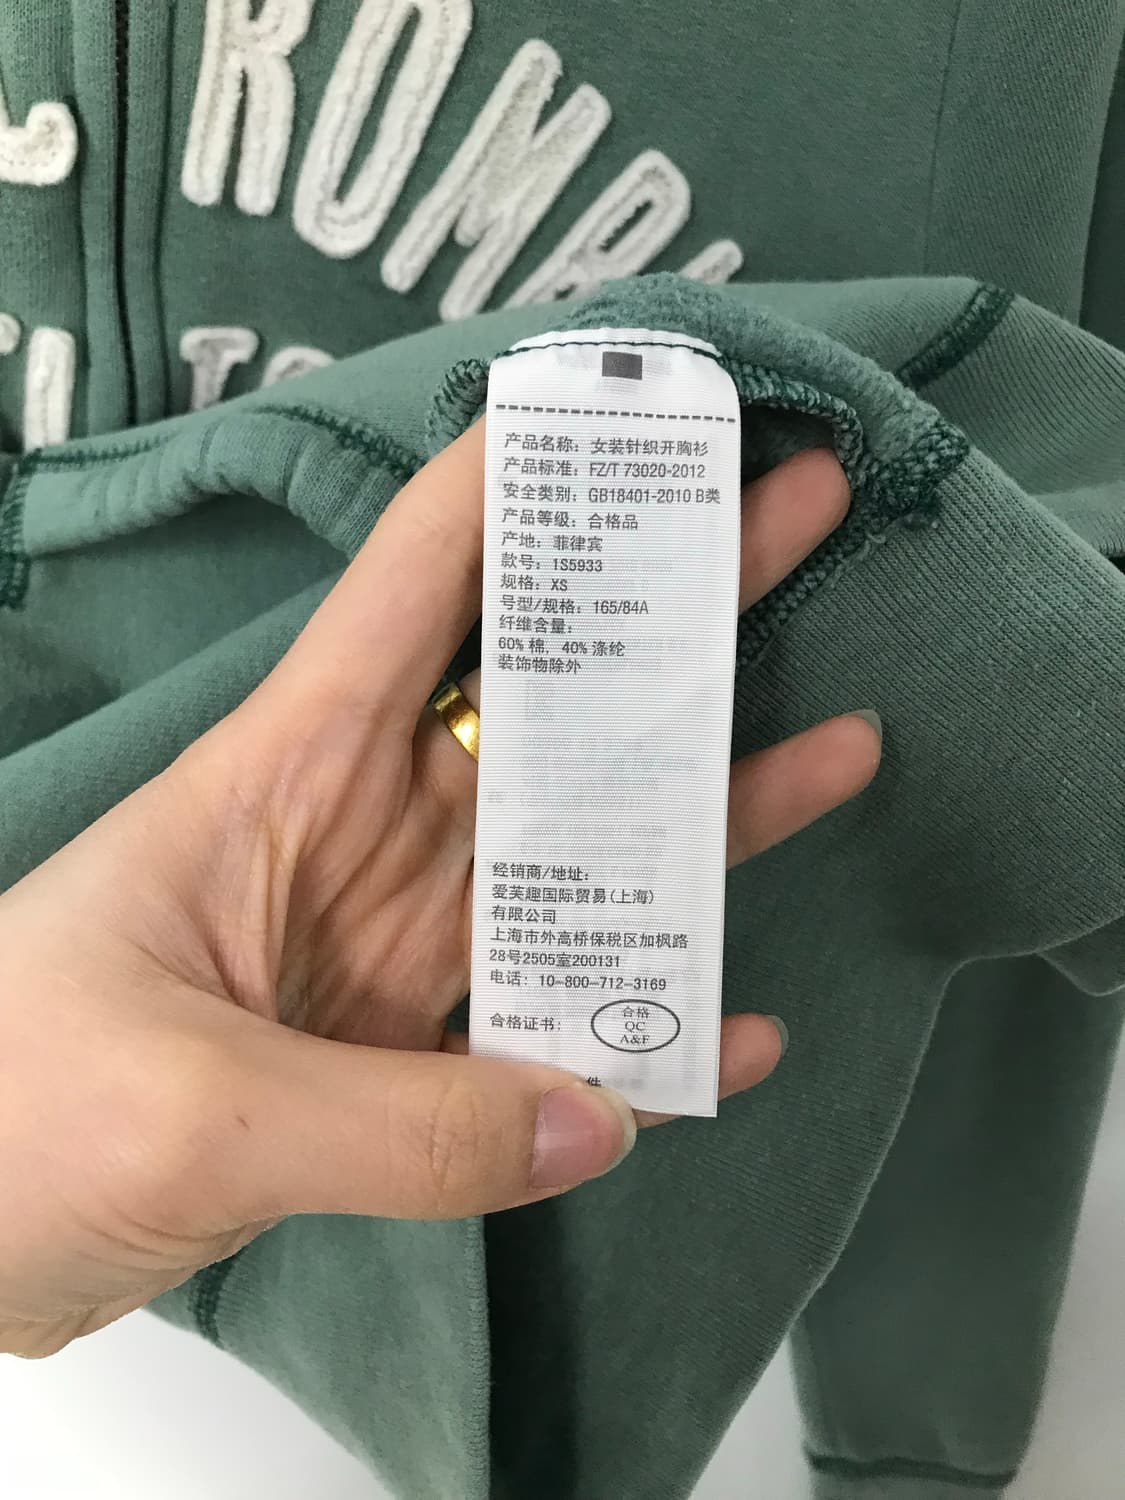 ROMB
产品名称：女装针织开胸衫
产品标准：FZ/T 73020-2012
安全类别：GB18401-2010 B类
产品等级：合格品
产地：菲律宾
款号：1S5933
规格：XS
号型/规格：165/84A
纤维含量：
60% 棉, 40% 涤纶
装饰物除外
经销商/地址：
爱芙趣国际贸易(上海)
有限公司
上海市外高桥保税区加枫路
28号2505室200131
电话：10-800-712-3169
合格证书：
合格
QC
A&F
件